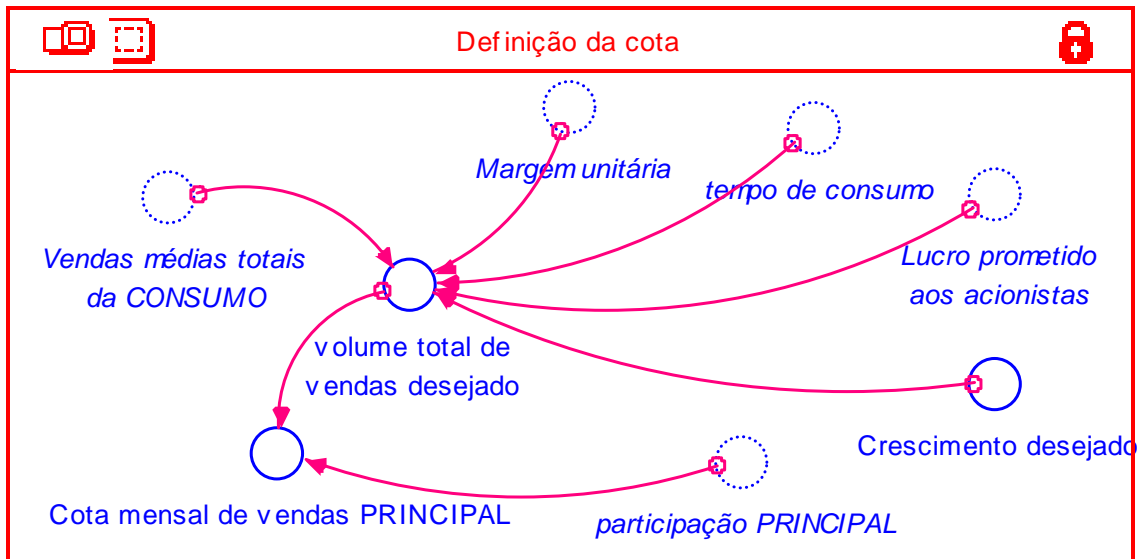 Definição da cota
Margem unitária
tempo de consumo
Vendas médias totais
da CONSUMO
Lucro prometido
aos acionistas
volume total de
vendas desejado
Crescimento desejado
Cota mensal de vendas PRINCIPAL
participação PRINCIPAL